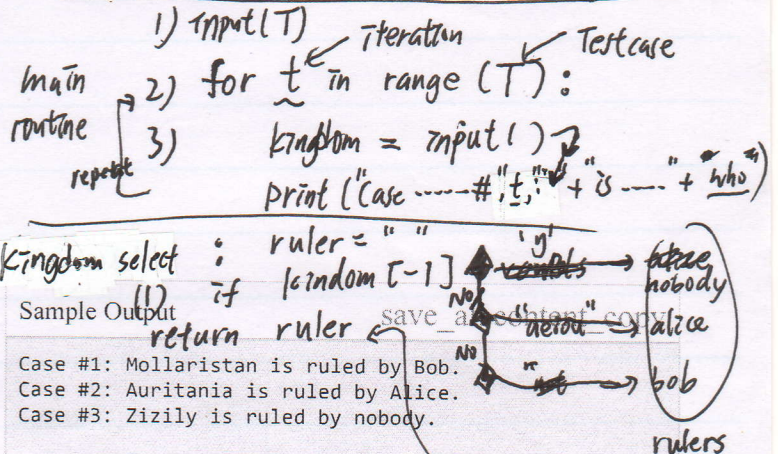 1) input(T)
iteration
Testcase
main
routine
2) for t in range (T) :
repeat
3) kingdom = input()
print ("Case ------ #", t, ":" + "is ....." + "who")
kingdom select : ruler = " "
(1) if kindom [-1]
'y'
nobody
No
"aeiou"
alice
No
bob
return ruler
rulers
Sample Output
Case #1: Mollaristan is ruled by Bob.
Case #2: Auritania is ruled by Alice.
Case #3: Zizily is ruled by nobody.